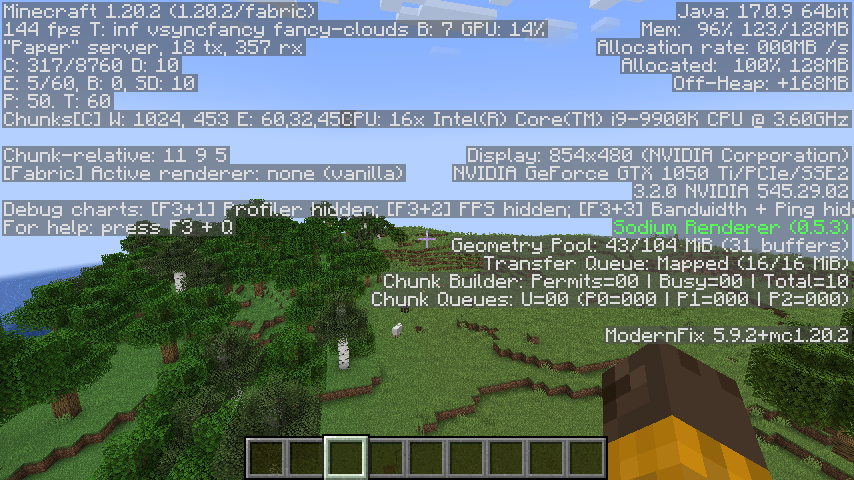 Minecraft 1.20.2 (1.20.2/fabric)
144 fps T: inf vsyncfancy fancy-clouds B: 7 GPU: 14%
"Paper" server, 18 tx, 357 rx
C: 317/8760 D: 10
E: 5/60, B: 0, SD: 10
P: 50. T: 60
Chunks[C] W: 1024, 453 E: 60,32,45
Chunk-relative: 11 9 5
[Fabric] Active renderer: none (vanilla)
Debug charts: [F3+1] Profiler hidden; [F3+2] FPS hidden; [F3+3] Bandwidth + Ping hid
For help: press F3 + Q
Java: 17.0.9 64bit
Mem: 96% 123/128MB
Allocation rate: 000MB /s
Allocated: 100% 128MB
Off-Heap: +168MB
CPU: 16x Intel(R) Core(TM) i9-9900K CPU @ 3.60GHz
Display: 854x480 (NVIDIA Corporation)
NVIDIA GeForce GTX 1050 Ti/PCIe/SSE2
3.2.0 NVIDIA 545.29.02
Sodium Renderer (0.5.3)
Geometry Pool: 43/104 MiB (31 buffers)
Transfer Queue: Mapped (16/16 MiB)
Chunk Builder: Permits=00 | Busy=00 | Total=10
Chunk Queues: U=00 (P0=000 | P1=000 | P2=000)
ModernFix 5.9.2+mc1.20.2